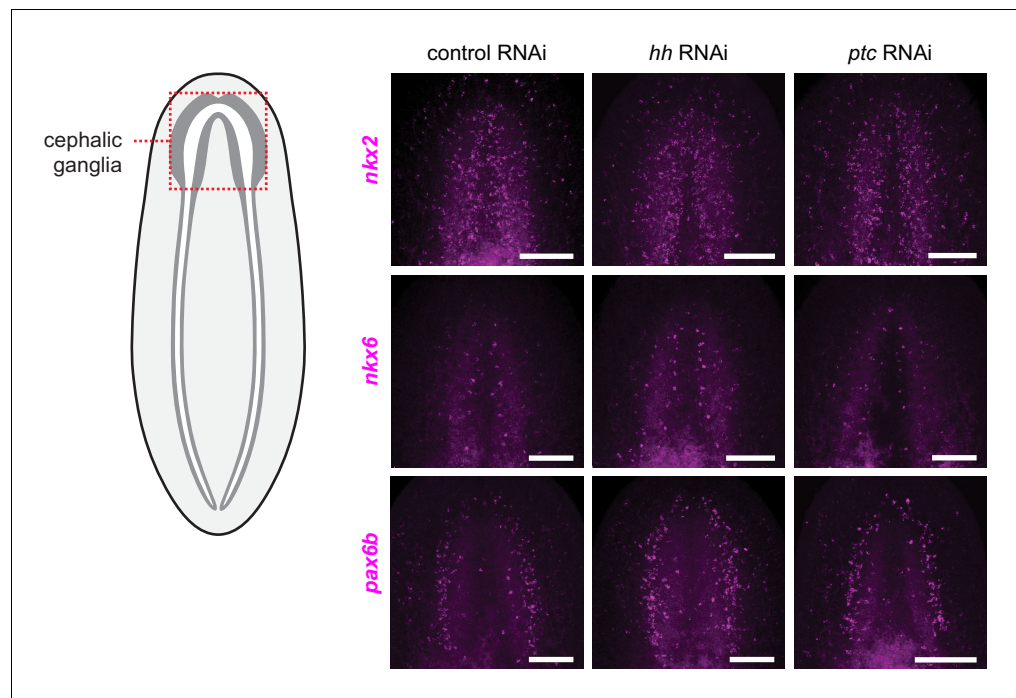 control RNAi
hh RNAi
ptc RNAi
cephalic
ganglia
nkx2
nkx6
pax6b